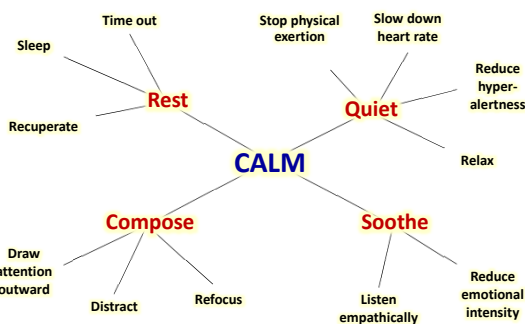 Time out
Sleep
Rest
Recuperate
Stop physical
exertion
Slow down
heart rate
Quiet
Reduce
hyper-
alertness
Relax
CALM
Compose
Draw
attention
outward
Distract
Refocus
Soothe
Listen
empathically
Reduce
emotional
intensity